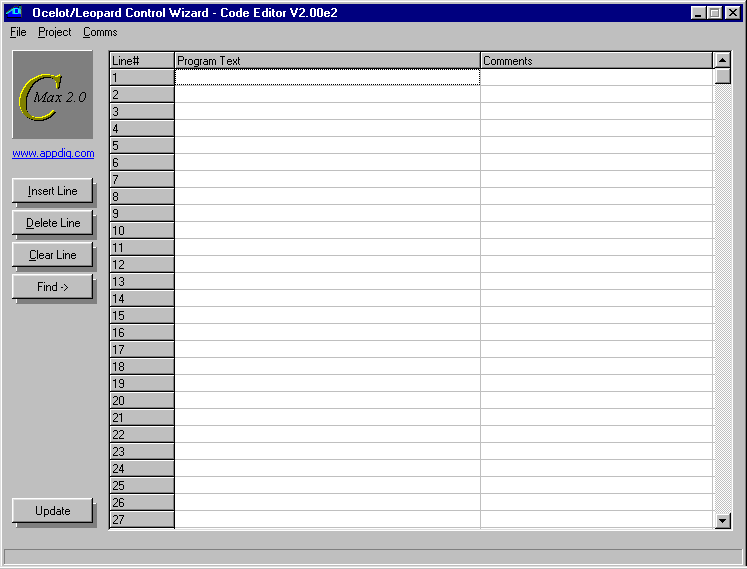 ADI Ocelot/Leopard Control Wizard - Code Editor V2.00e2
File Project Comms
C Max 2.0
www.appdig.com
Insert Line
Delete Line
Clear Line
Find ->
Update
Line# Program Text Comments
1
2
3
4
5
6
7
8
9
10
11
12
13
14
15
16
17
18
19
20
21
22
23
24
25
26
27